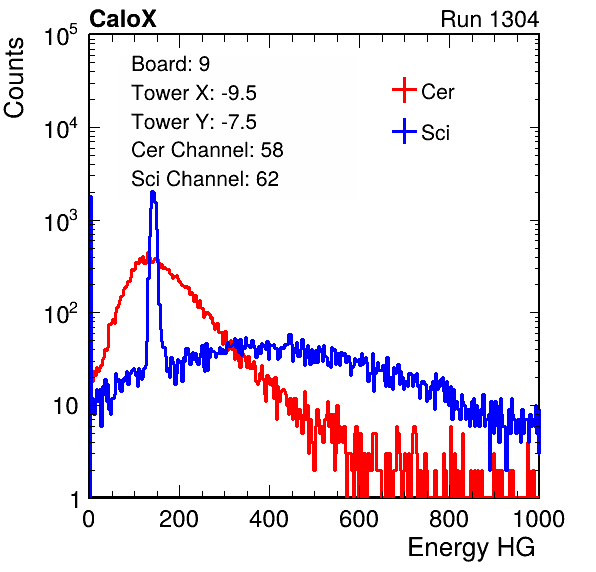 CaloX Run 1304
Counts
Board: 9
Tower X: -9.5
Tower Y: -7.5
Cer Channel: 58
Sci Channel: 62
Cer
Sci
10^5
10^4
10^3
10^2
10
1
0 200 400 600 800 1000
Energy HG